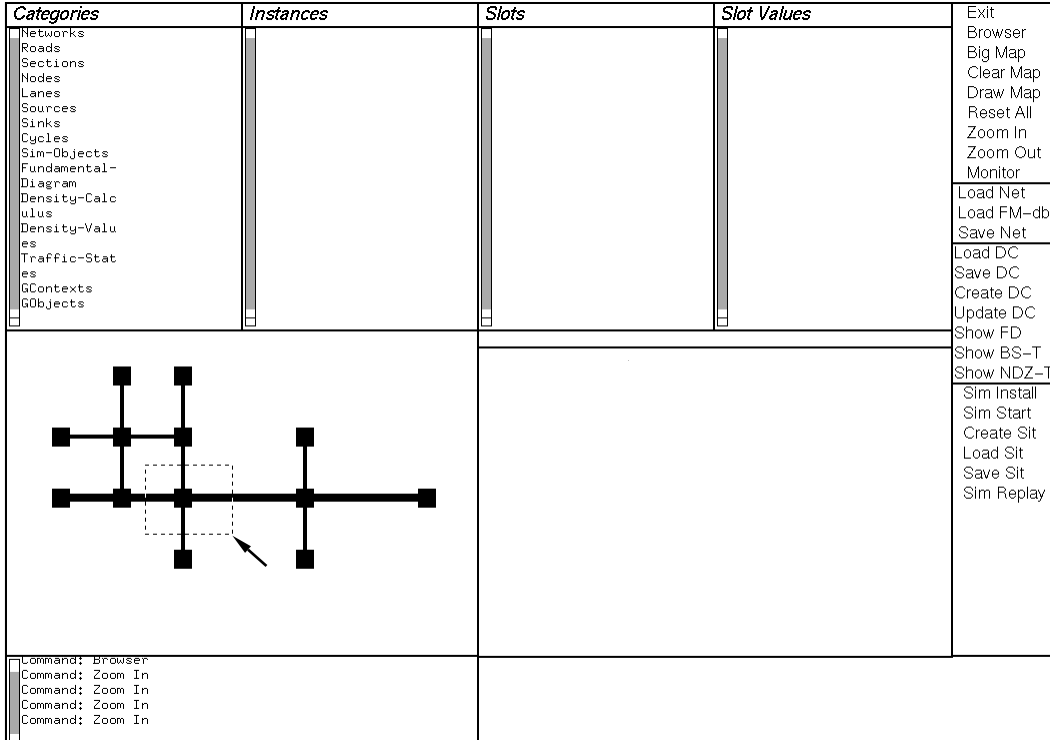 Categories
Instances
Slots
Slot Values
Networks
Roads
Sections
Nodes
Lanes
Sources
Sinks
Cycles
Sim-Objects
Fundamental-
Diagram
Density-Calc
ulus
Density-Valu
es
Traffic-Stat
es
GContexts
GObjects
Exit
Browser
Big Map
Clear Map
Draw Map
Reset All
Zoom In
Zoom Out
Monitor
Load Net
Load FM-db
Save Net
Load DC
Save DC
Create DC
Update DC
Show FD
Show BS-T
Show NDZ-T
Sim Install
Sim Start
Create Sit
Load Sit
Save Sit
Sim Replay
Command: Browser
Command: Zoom In
Command: Zoom In
Command: Zoom In
Command: Zoom In